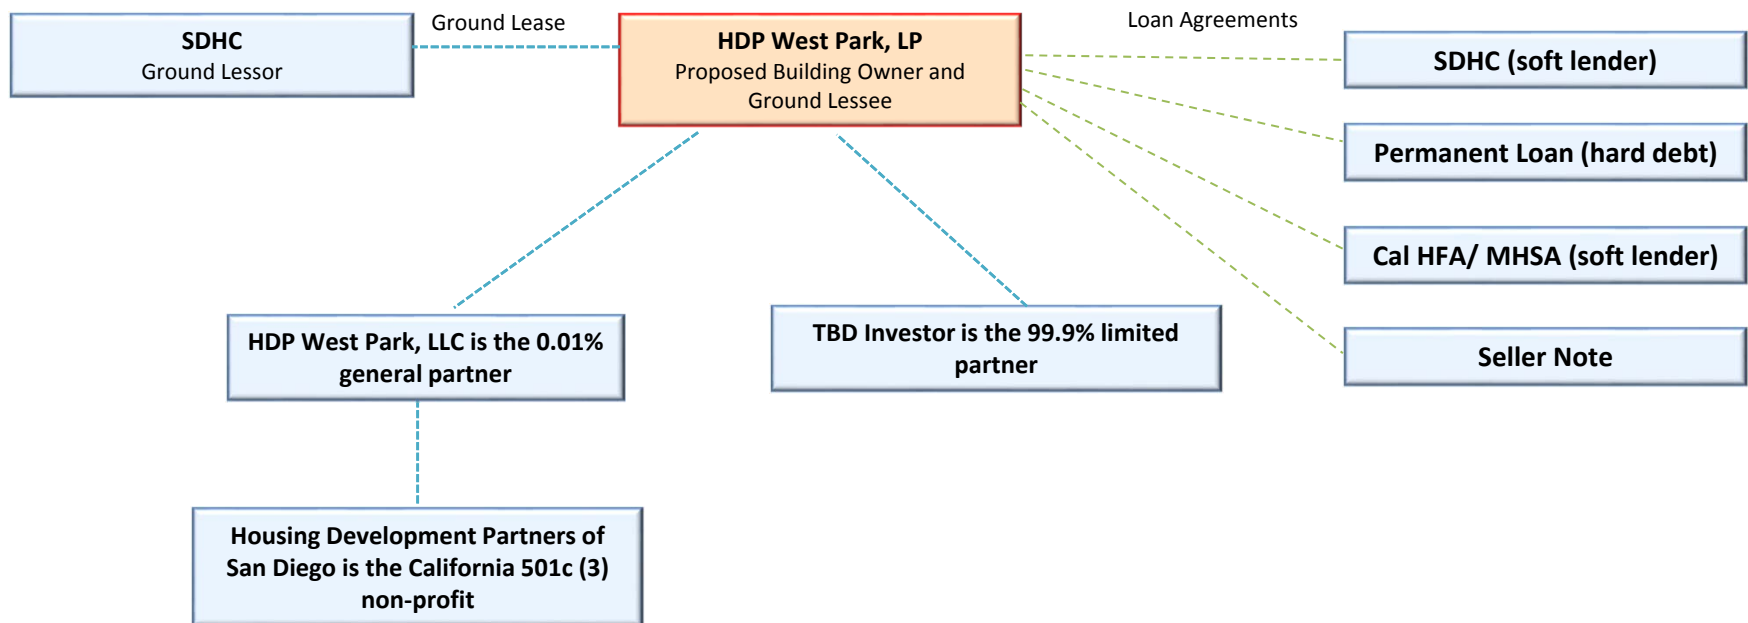 SDHC
Ground Lessor
Ground Lease
HDP West Park, LP
Proposed Building Owner and
Ground Lessee
Loan Agreements
SDHC (soft lender)
Permanent Loan (hard debt)
Cal HFA/ MHSA (soft lender)
Seller Note
HDP West Park, LLC is the 0.01%
general partner
TBD Investor is the 99.9% limited
partner
Housing Development Partners of
San Diego is the California 501c (3)
non-profit